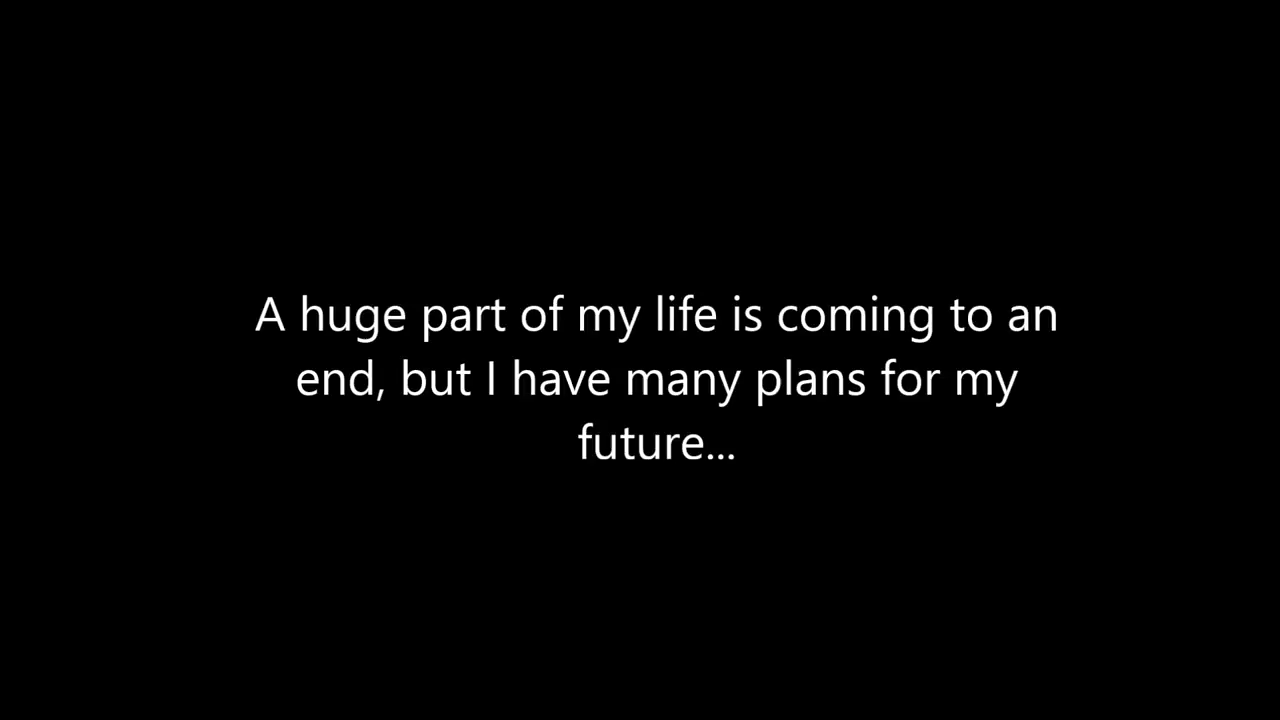 A huge part of my life is coming to an
end, but I have many plans for my
future...